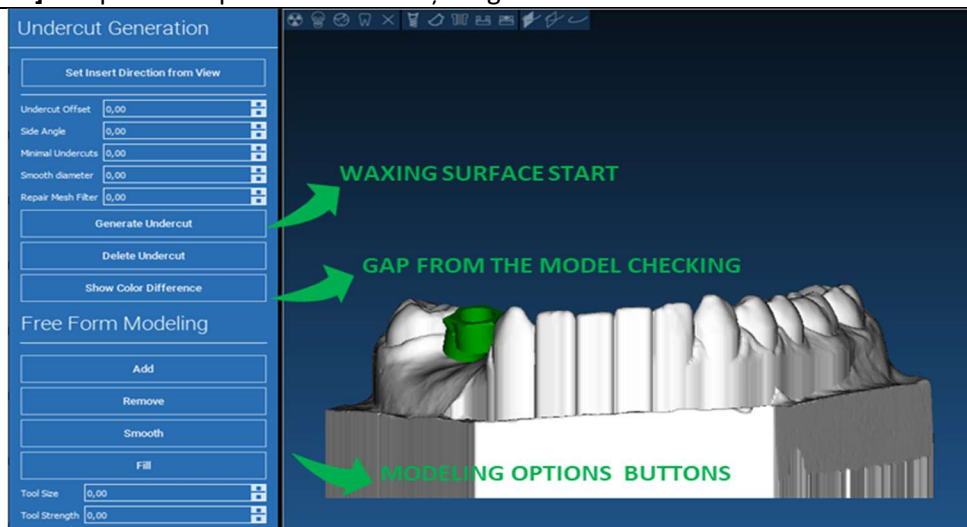 Undercut Generation
Set Insert Direction from View
Undercut Offset 0,00
Side Angle 0,00
Minimal Undercuts 0,00
Smooth diameter 0,00
Repair Mesh Filter 0,00
Generate Undercut
Delete Undercut
Show Color Difference
Free Form Modeling
Add
Remove
Smooth
Fill
Tool Size 0,00
Tool Strength 0,00
WAXING SURFACE START
GAP FROM THE MODEL CHECKING
MODELING OPTIONS BUTTONS